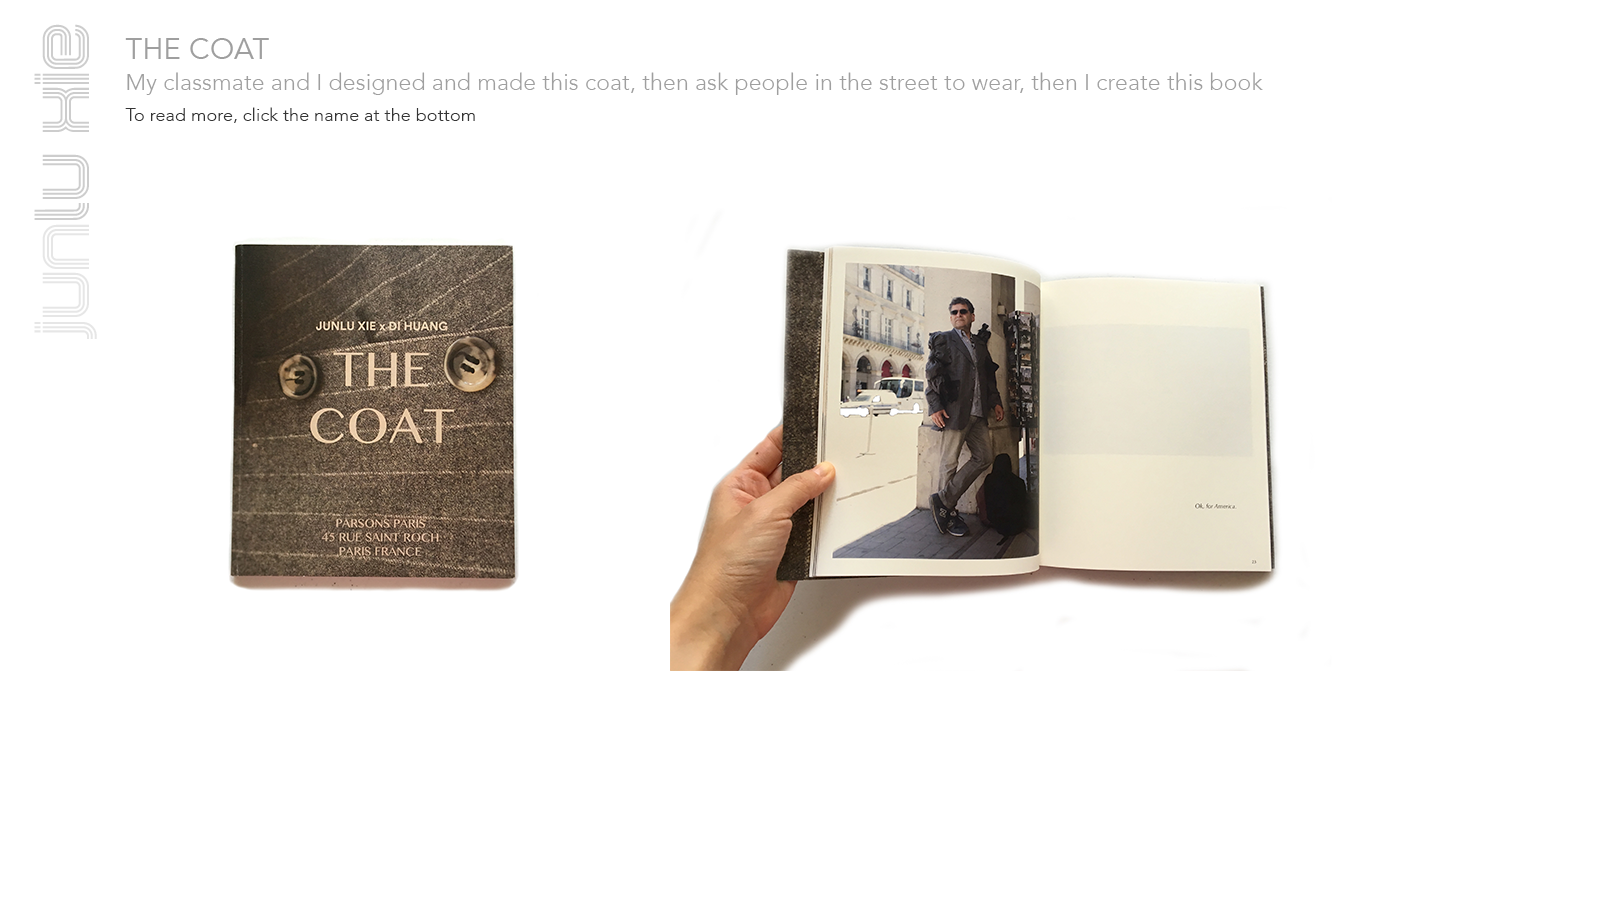 junlu xie
THE COAT
My classmate and I designed and made this coat, then ask people in the street to wear, then I create this book
To read more, click the name at the bottom
JUNLU XIE x DI HUANG
THE
COAT
PARSONS PARIS
45 RUE SAINT ROCH
PARIS FRANCE
Ok, for America.
21